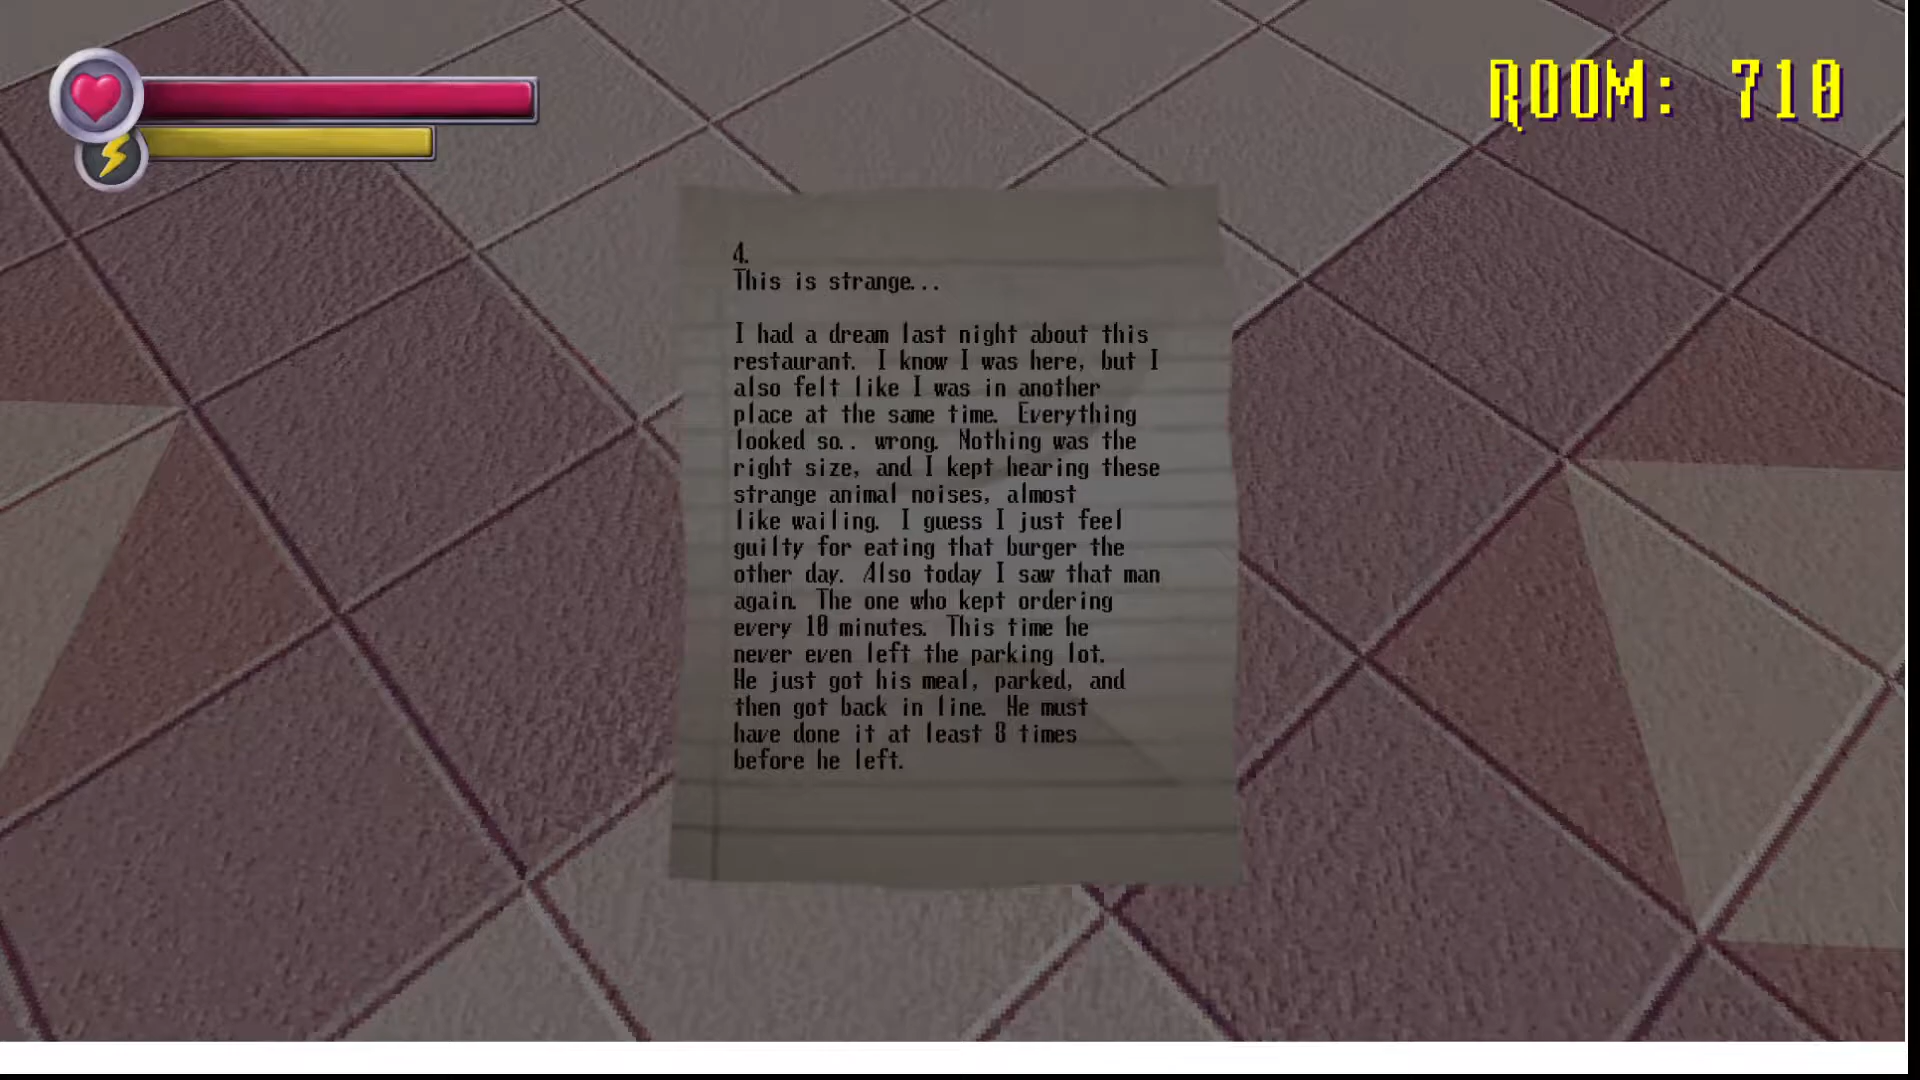 ROOM: 710
4.
This is strange...
I had a dream last night about this
restaurant. I know I was here, but I
also felt like I was in another
place at the same time. Everything
looked so.. wrong. Nothing was the
right size, and I kept hearing these
strange animal noises, almost
like wailing. I guess I just feel
guilty for eating that burger the
other day. Also today I saw that man
again. The one who kept ordering
every 10 minutes. This time he
never even left the parking lot.
He just got his meal, parked, and
then got back in line. He must
have done it at least 8 times
before he left.